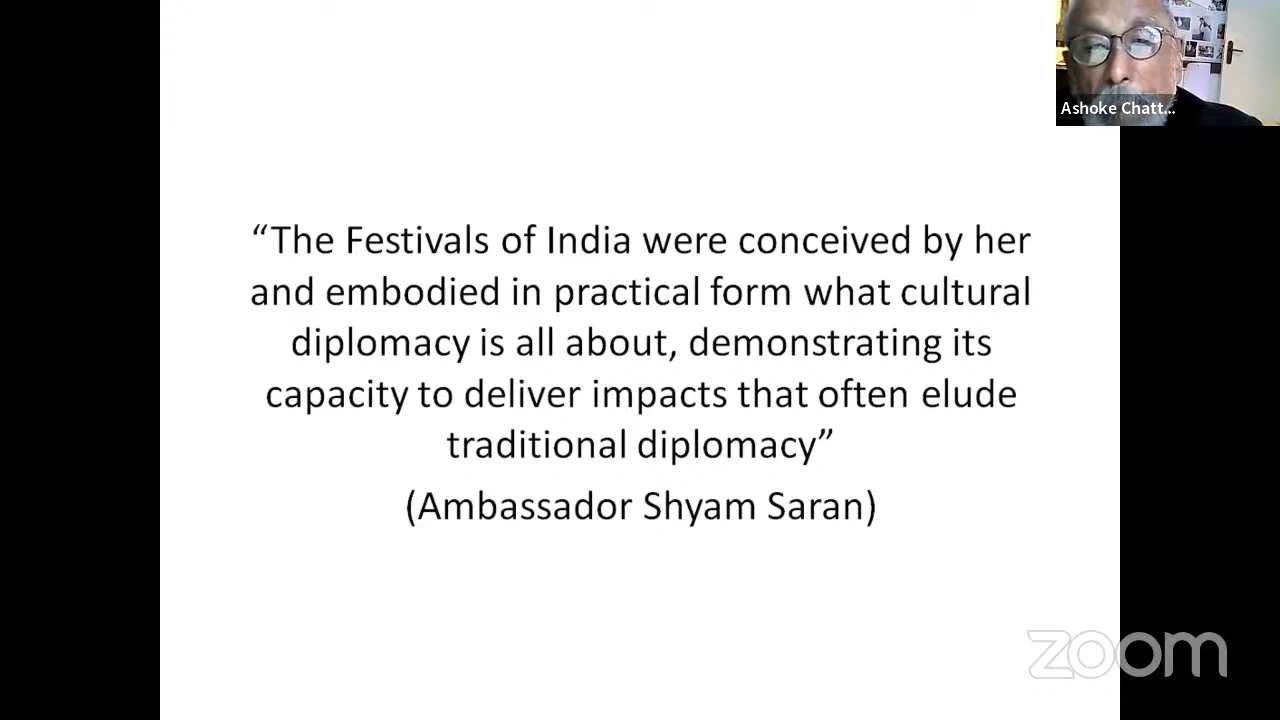 Ashoke Chatt...
“The Festivals of India were conceived by her
and embodied in practical form what cultural
diplomacy is all about, demonstrating its
capacity to deliver impacts that often elude
traditional diplomacy”
(Ambassador Shyam Saran)
zoom